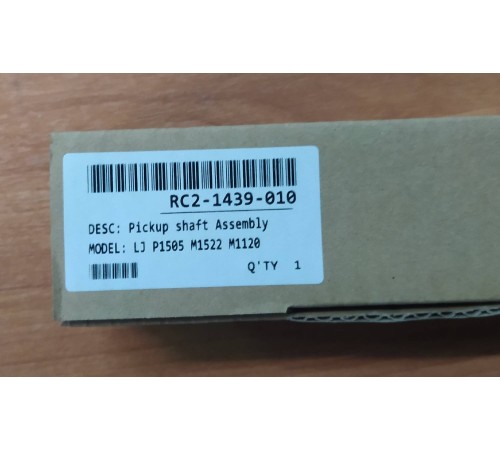 RC2-1439-010
DESC: Pickup shaft Assembly
MODEL: LJ P1505 M1522 M1120
Q'TY 1